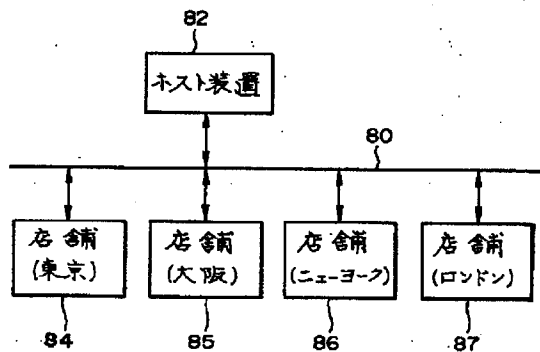 82
ホスト装置
80
店舗
(東京)
店舗
(大阪)
店舗
(ニューヨーク)
店舗
(ロンドン)
84
85
86
87